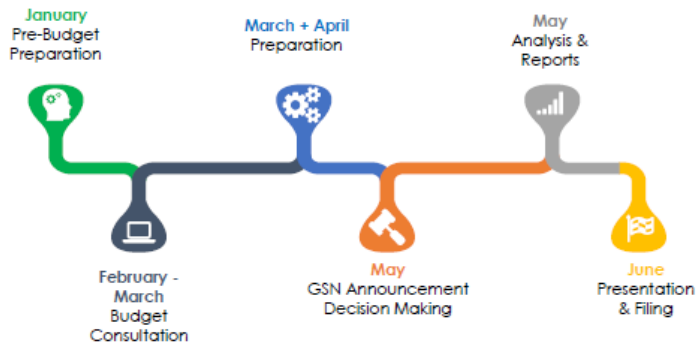 January
Pre-Budget
Preparation
February -
March
Budget
Consultation
March + April
Preparation
May
GSN Announcement
Decision Making
May
Analysis &
Reports
June
Presentation
& Filing